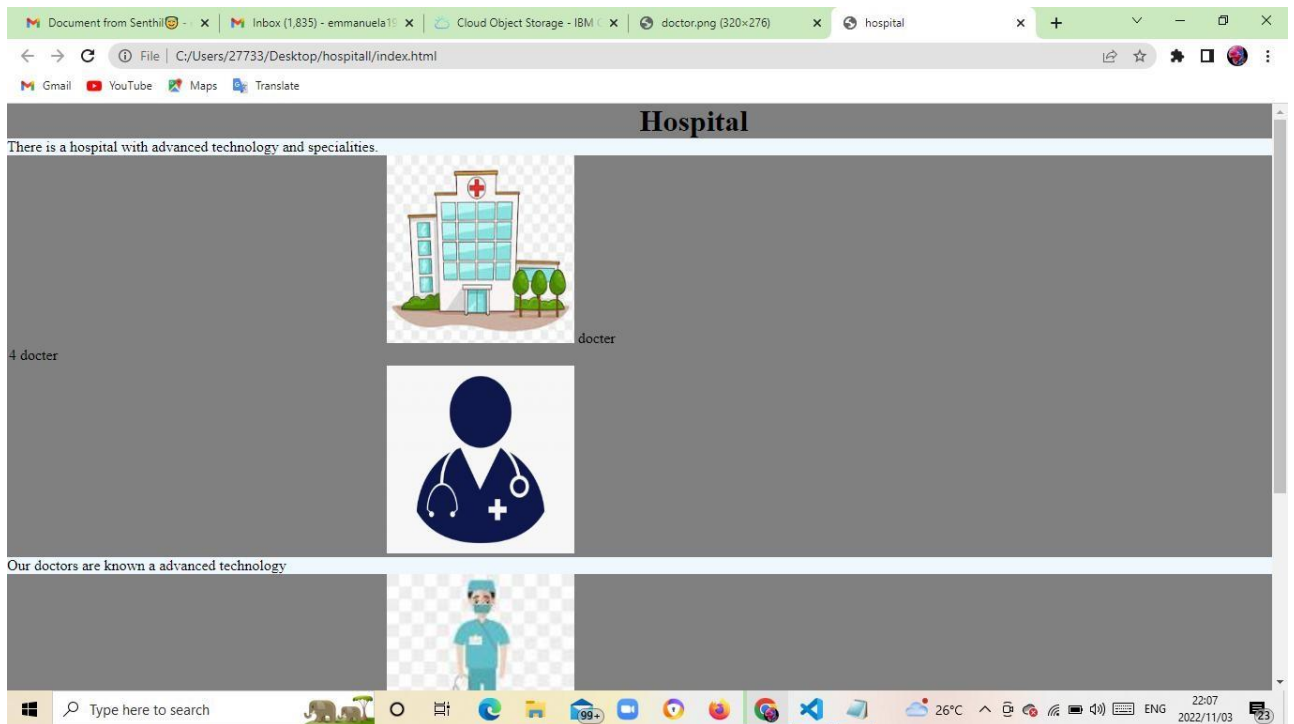 Document from Senthil😇 -
Inbox (1,835) - emmanuela19
Cloud Object Storage - IBM C
doctor.png (320×276)
hospital
File | C:/Users/27733/Desktop/hospitall/index.html
Gmail YouTube Maps Translate
Hospital
There is a hospital with advanced technology and specialities.
docter
4 docter
Our doctors are known a advanced technology
Type here to search
99+
26°C
ENG
22:07
2022/11/03
23